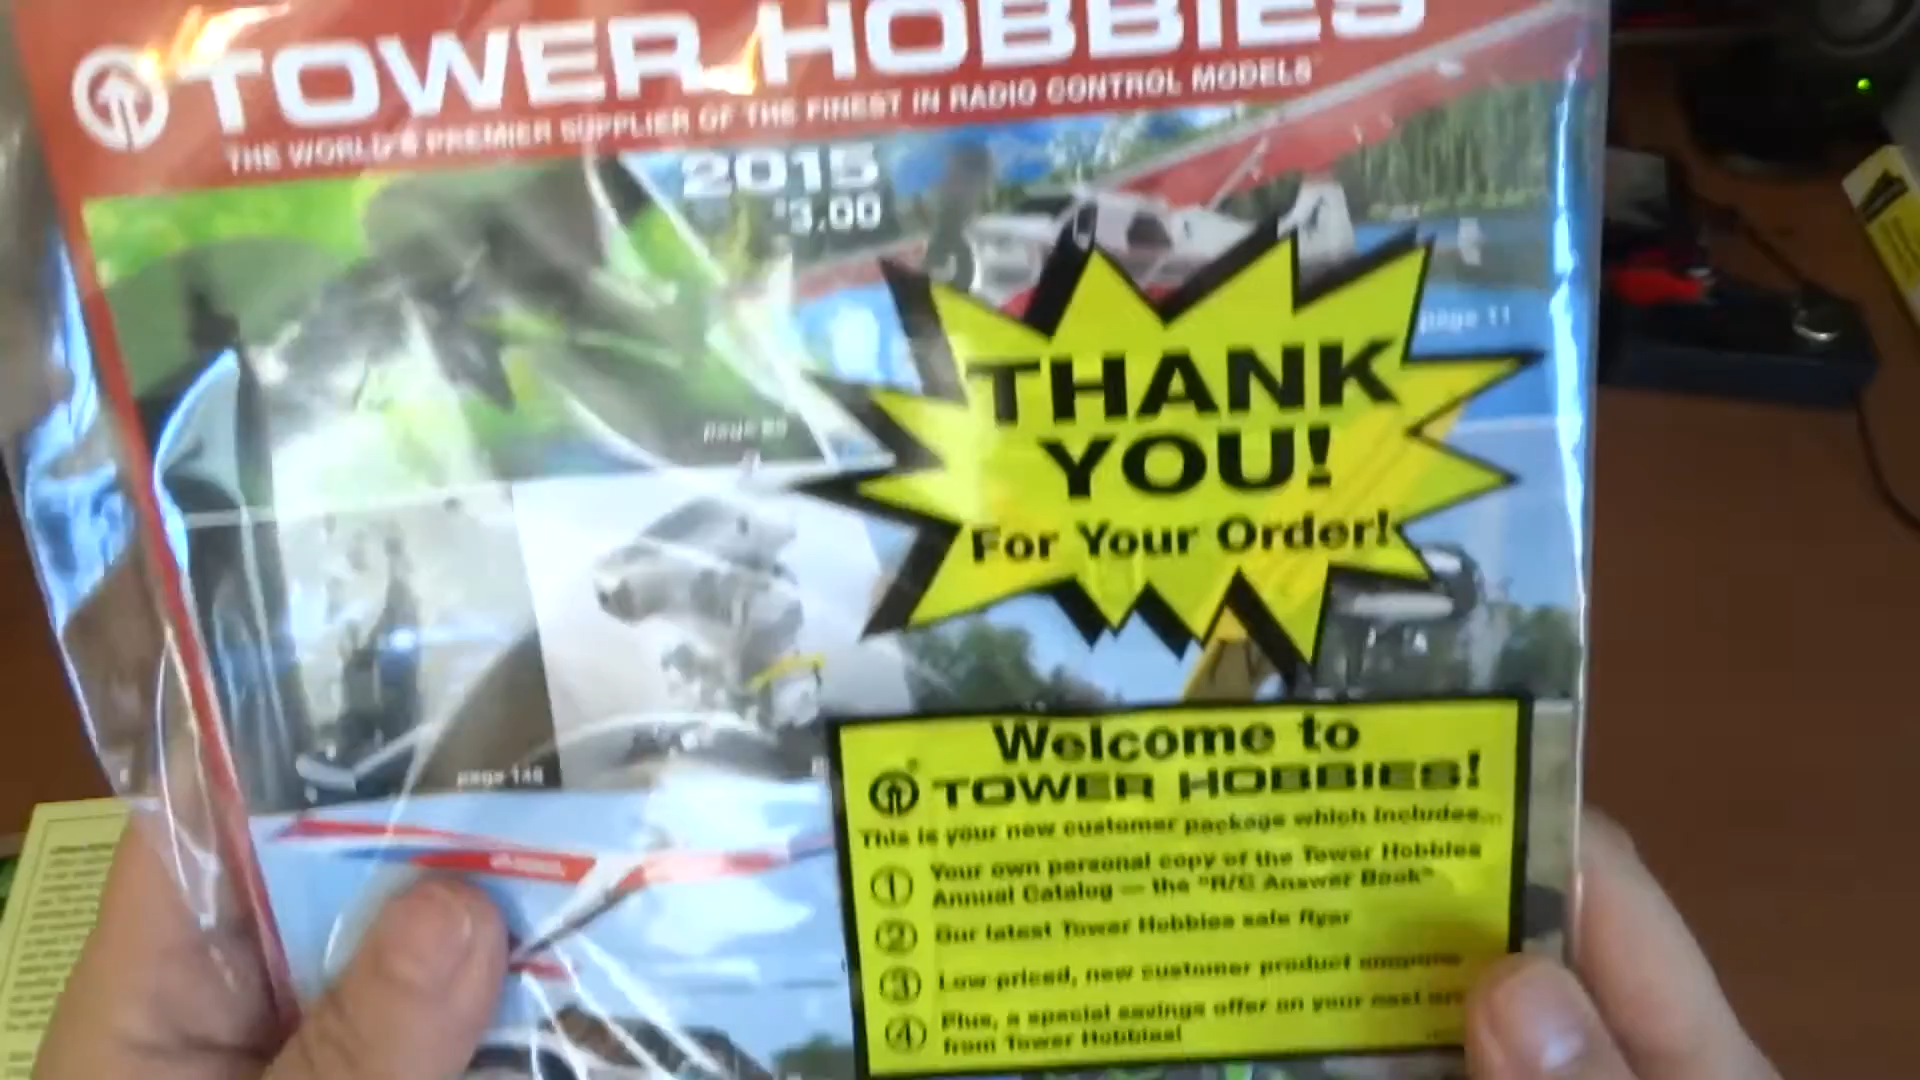 TOWER HOBBIES
THE WORLD'S PREMIER SUPPLIER OF THE FINEST IN RADIO CONTROL MODELS
2015
$3.00
page 11
THANK
YOU!
For Your Order!
page
page 148
Welcome to
TOWER HOBBIES!
This is your new customer package which includes...
1 Your own personal copy of the Tower Hobbies
Annual Catalog — the "R/C Answer Book"
2 Our latest Tower Hobbies sale flyer
3 Low-priced, new customer product coupons
4 Plus, a special savings offer on your next
from Tower Hobbies!